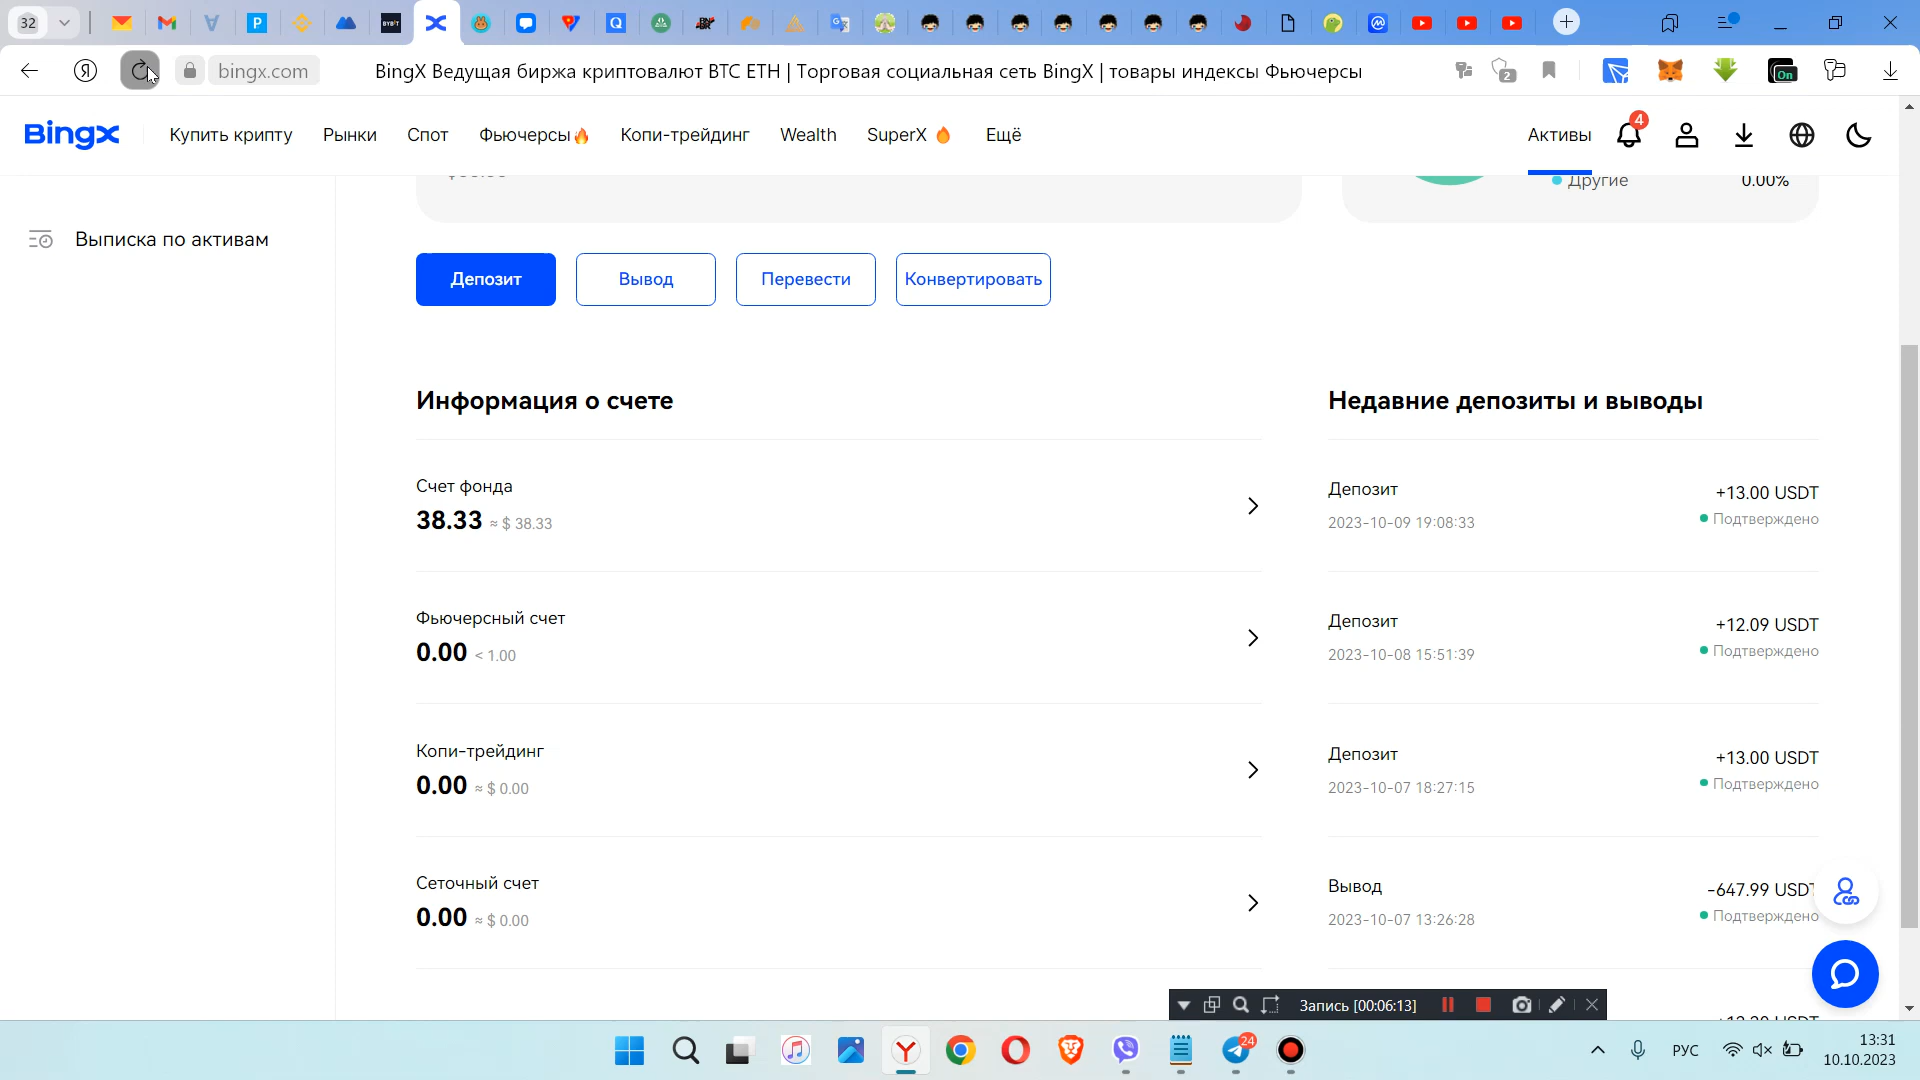 32
bingx.com
BingX Ведущая биржа криптовалют BTC ETH | Торговая социальная сеть BingX | товары индексы Фьючерсы
2
On
BingX
Купить крипту
Рынки
Спот
Фьючерсы
Копи-трейдинг
Wealth
SuperX
Ещё
Активы
4
Другие
0.00%
Выписка по активам
Депозит
Вывод
Перевести
Конвертировать
Информация о счете
Счет фонда
38.33 ≈ $ 38.33
Фьючерсный счет
0.00 < 1.00
Копи-трейдинг
0.00 ≈ $ 0.00
Сеточный счет
0.00 ≈ $ 0.00
Недавние депозиты и выводы
Депозит
+13.00 USDT
2023-10-09 19:08:33
Подтверждено
Депозит
+12.09 USDT
2023-10-08 15:51:39
Подтверждено
Депозит
+13.00 USDT
2023-10-07 18:27:15
Подтверждено
Вывод
-647.99 USDT
2023-10-07 13:26:28
Подтверждено
Запись [00:06:13]
24
РУС
13:31
10.10.2023